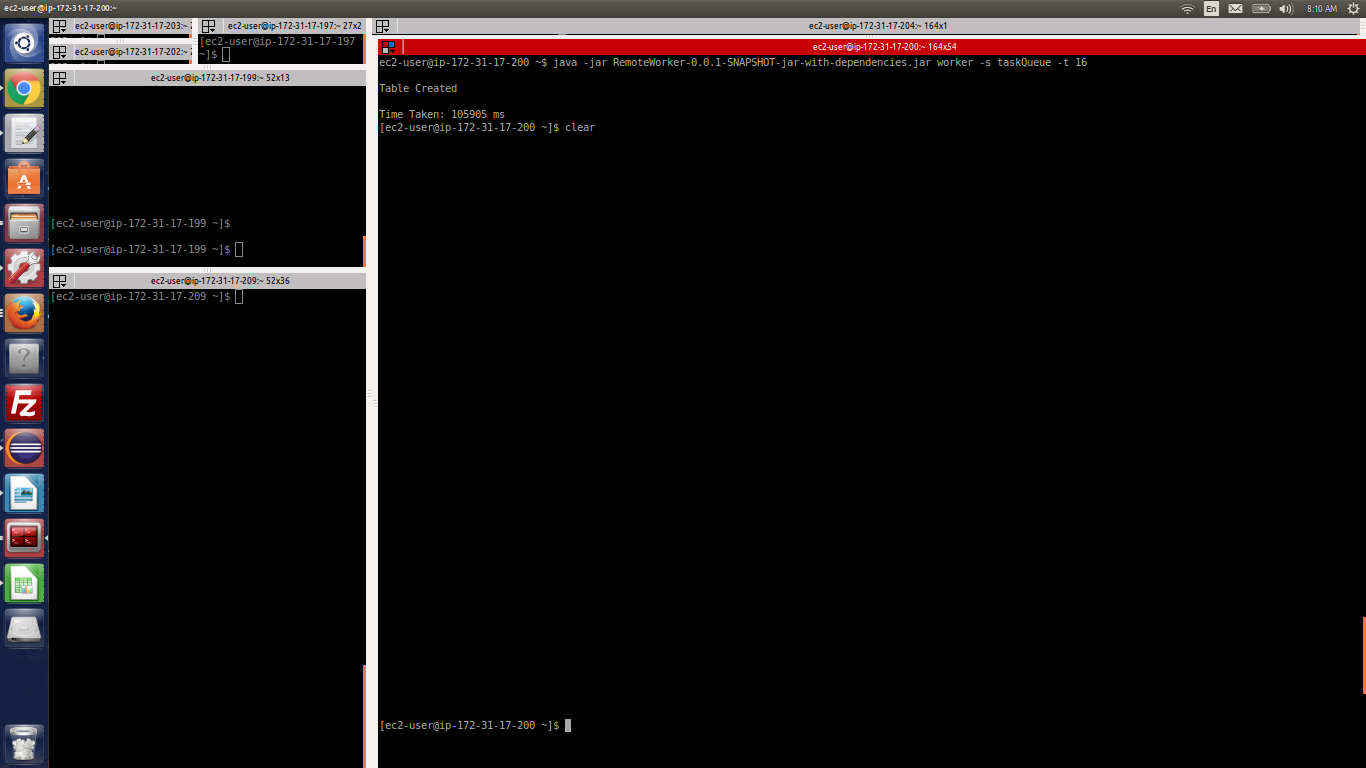 ec2-user@ip-172-31-17-200:~
En
8:10 AM
ec2-user@ip-172-31-17-203:~
ec2-user@ip-172-31-17-202:~
ec2-user@ip-172-31-17-197:~ 27x2
[ec2-user@ip-172-31-17-197
~]$
ec2-user@ip-172-31-17-199:~ 52x13
[ec2-user@ip-172-31-17-199 ~]$
[ec2-user@ip-172-31-17-199 ~]$
ec2-user@ip-172-31-17-209:~ 52x36
[ec2-user@ip-172-31-17-209 ~]$
ec2-user@ip-172-31-17-204:~ 164x1
ec2-user@ip-172-31-17-200:~ 164x54
ec2-user@ip-172-31-17-200 ~$ java -jar RemoteWorker-0.0.1-SNAPSHOT-jar-with-dependencies.jar worker -s taskQueue -t 16
Table Created
Time Taken: 105905 ms
[ec2-user@ip-172-31-17-200 ~]$ clear
[ec2-user@ip-172-31-17-200 ~]$
Fz